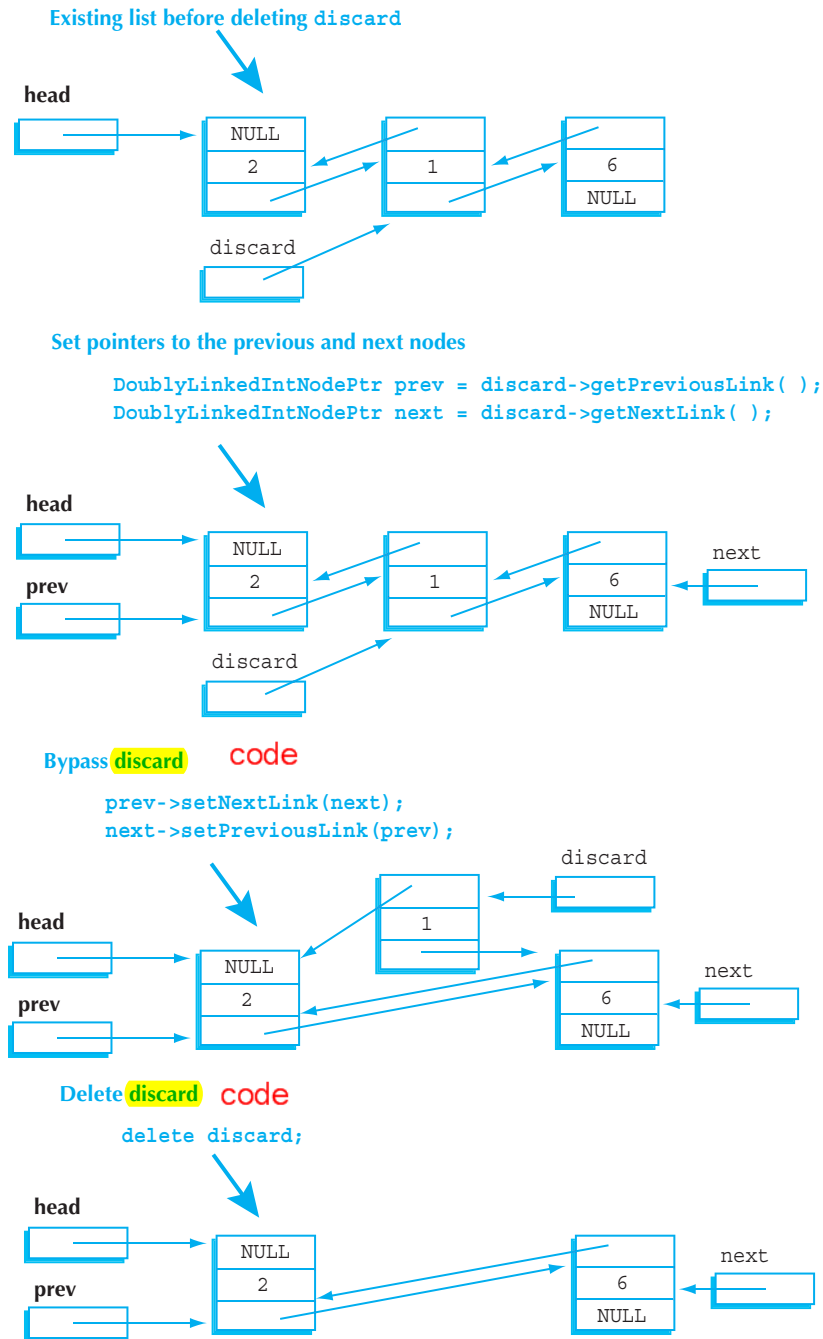 Existing list before deleting discard
head
NULL
2
1
6
NULL
discard
Set pointers to the previous and next nodes
DoublyLinkedIntNodePtr prev = discard->getPreviousLink( );
DoublyLinkedIntNodePtr next = discard->getNextLink( );
head
NULL
next
2
1
6
prev
NULL
discard
Bypass discard code
prev->setNextLink(next);
next->setPreviousLink(prev);
discard
1
head
NULL
next
2
6
prev
NULL
Delete discard code
delete discard;
head
NULL
next
2
6
prev
NULL